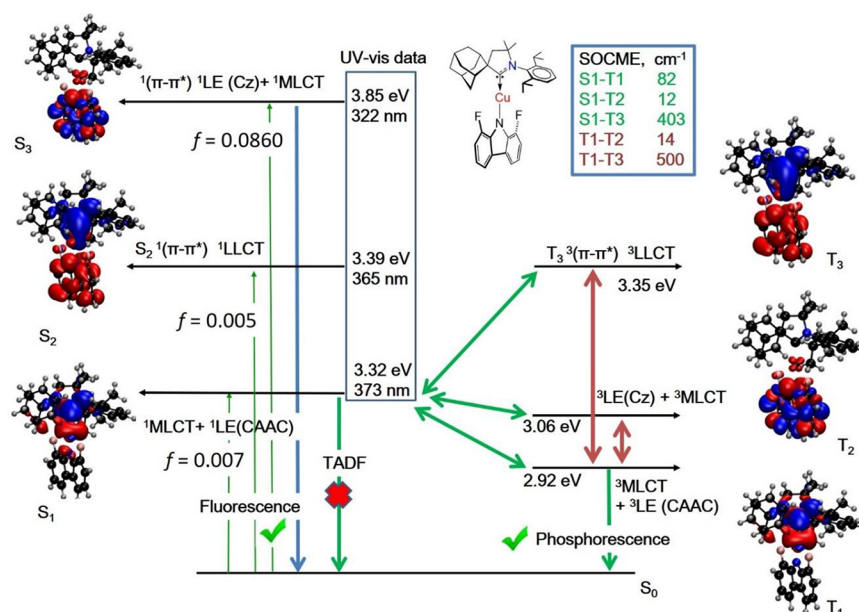 UV-vis data
¹(π-π*) ¹LE (Cz)+ ¹MLCT
3.85 eV
322 nm
f = 0.0860
S₃
S₂ ¹(π-π*) ¹LLCT
3.39 eV
365 nm
f = 0.005
S₂
3.32 eV
373 nm
¹MLCT+ ¹LE(CAAC)
f = 0.007
S₁
TADF
Fluorescence
N
Cu
F
N
F
SOCME, cm⁻¹
S1-T1 82
S1-T2 12
S1-T3 403
T1-T2 14
T1-T3 500
T₃ ³(π-π*) ³LLCT
3.35 eV
T₃
³LE(Cz) + ³MLCT
3.06 eV
T₂
2.92 eV
³MLCT
+ ³LE (CAAC)
Phosphorescence
S₀
T₁